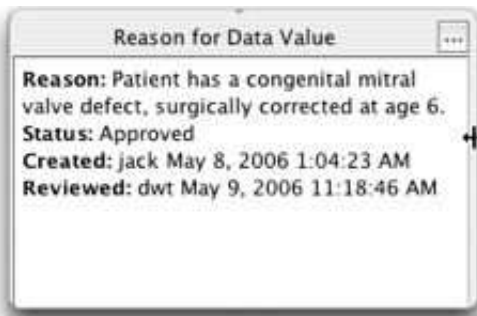 Reason for Data Value
...
Reason: Patient has a congenital mitral
valve defect, surgically corrected at age 6.
Status: Approved
Created: jack May 8, 2006 1:04:23 AM
Reviewed: dwt May 9, 2006 11:18:46 AM